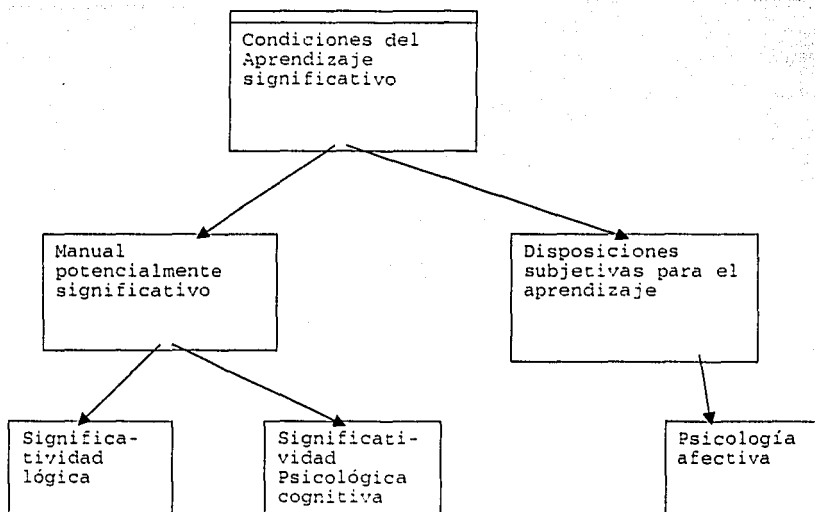 Condiciones del
Aprendizaje
significativo
Manual
potencialmente
significativo
Disposiciones
subjetivas para el
aprendizaje
Significa-
tividad
lógica
Significati-
vidad
Psicológica
cognitiva
Psicología
afectiva